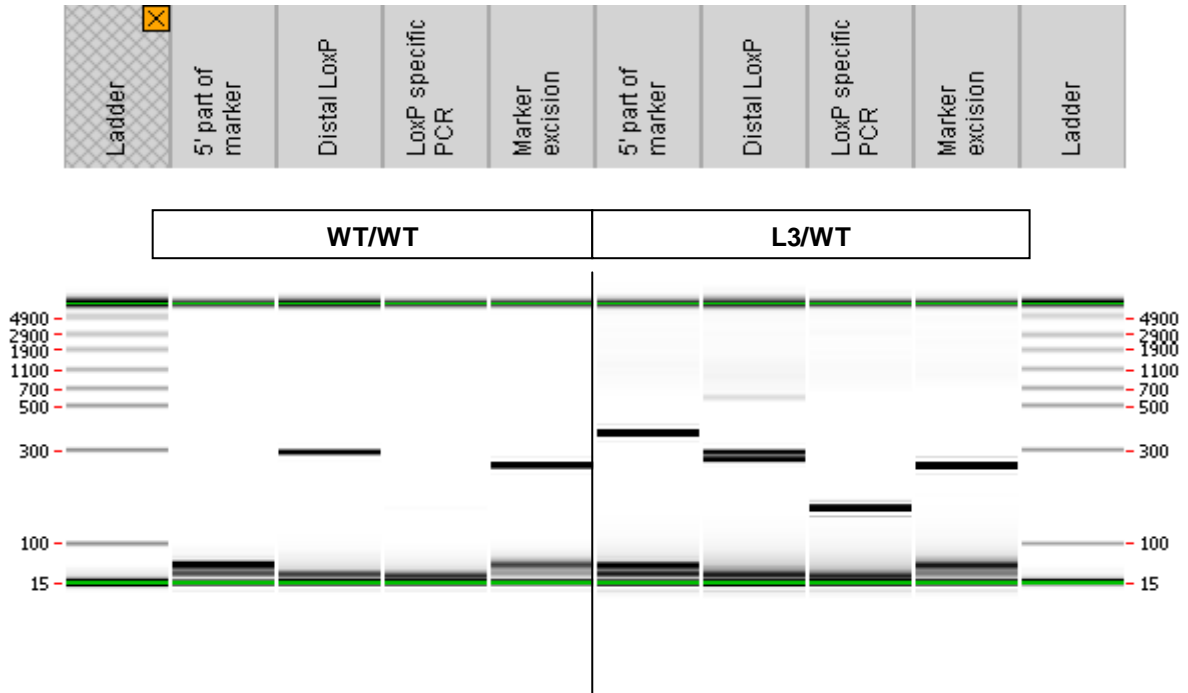 Ladder
5' part of
marker
Distal LoxP
LoxP specific
PCR
Marker
excision
5' part of
marker
Distal LoxP
LoxP specific
PCR
Marker
excision
Ladder
WT/WT
L3/WT
4900
2900
1900
1100
700
500
300
100
15
4900
2900
1900
1100
700
500
300
100
15